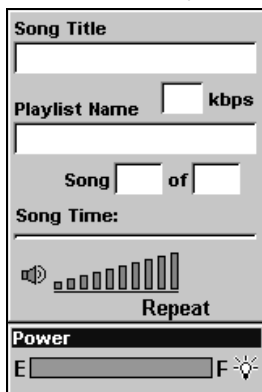 Song Title
kbps
Playlist Name
Song of
Song Time:
Repeat
Power
E F